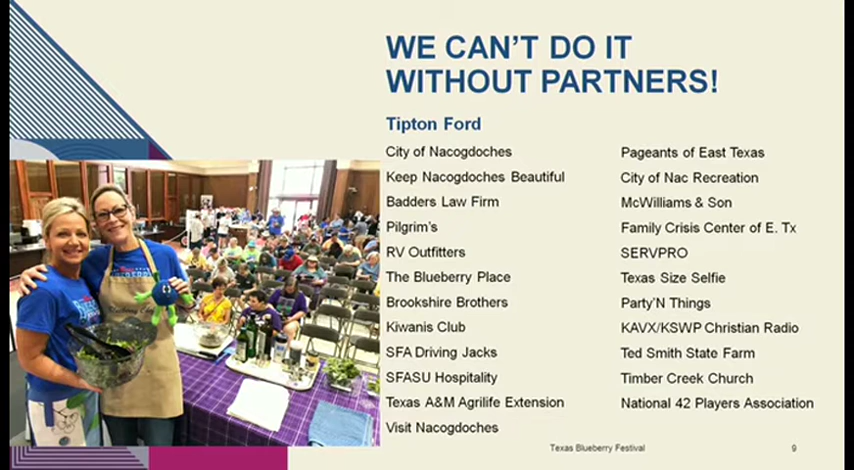 WE CAN'T DO IT
WITHOUT PARTNERS!
Tipton Ford
City of Nacogdoches
Keep Nacogdoches Beautiful
Badders Law Firm
Pilgrim's
RV Outfitters
The Blueberry Place
Brookshire Brothers
Kiwanis Club
SFA Driving Jacks
SFASU Hospitality
Texas A&M Agrilife Extension
Visit Nacogdoches
Pageants of East Texas
City of Nac Recreation
McWilliams & Son
Family Crisis Center of E. Tx
SERVPRO
Texas Size Selfie
Party'N Things
KAVX/KSWP Christian Radio
Ted Smith State Farm
Timber Creek Church
National 42 Players Association
Texas Blueberry Festival
9